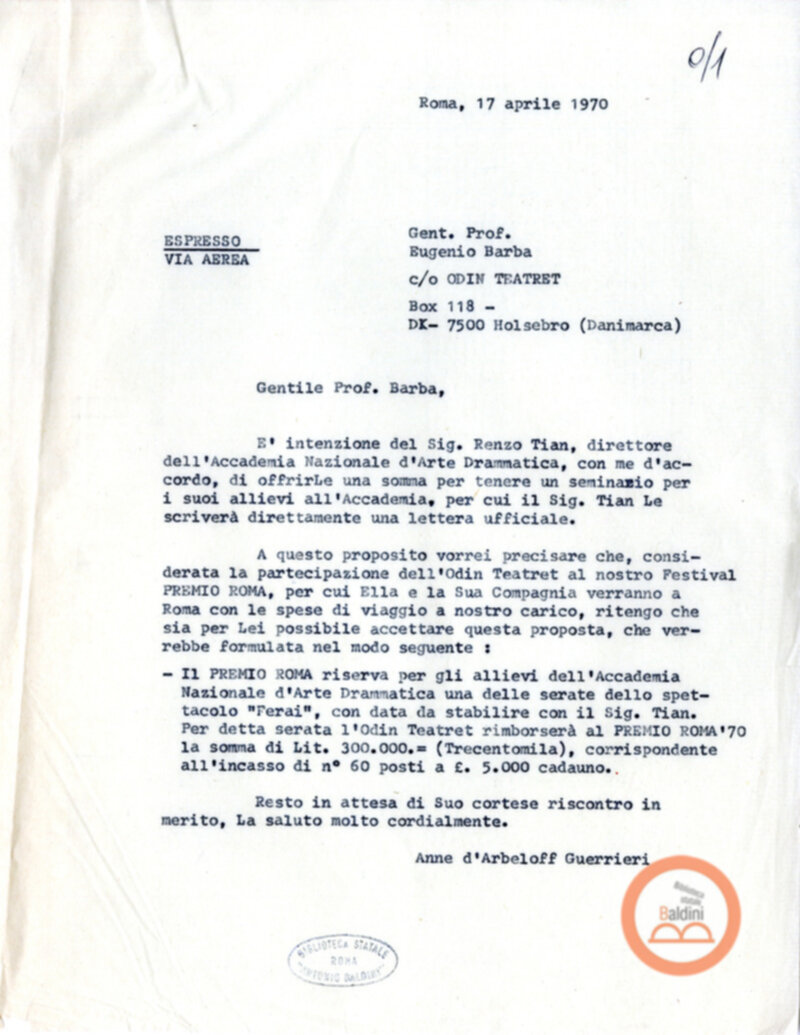 0/1
Roma, 17 aprile 1970
ESPRESSO
VIA AEREA
Gent. Prof.
Eugenio Barba
c/o ODIN TEATRET
Box 118 -
DK- 7500 Holsebro (Danimarca)
Gentile Prof. Barba,
E' intenzione del Sig. Renzo Tian, direttore
dell'Accademia Nazionale d'Arte Drammatica, con me d'ac-
cordo, di offrirLe una somma per tenere un seminario per
i suoi allievi all'Accademia, per cui il Sig. Tian Le
scriverà direttamente una lettera ufficiale.
A questo proposito vorrei precisare che, consi-
derata la partecipazione dell'Odin Teatret al nostro Festival
PREMIO ROMA, per cui Ella e la Sua Compagnia verranno a
Roma con le spese di viaggio a nostro carico, ritengo che
sia per Lei possibile accettare questa proposta, che ver-
rebbe formulata nel modo seguente :
- Il PREMIO ROMA riserva per gli allievi dell'Accademia
Nazionale d'Arte Drammatica una delle serate dello spet-
tacolo "Ferai", con data da stabilire con il Sig. Tian.
Per detta serata l'Odin Teatret rimborserà al PREMIO ROMA'70
la somma di Lit. 300.000.= (Trecentomila), corrispondente
all'incasso di n° 60 posti a £. 5.000 cadauno..
Resto in attesa di Suo cortese riscontro in
merito, La saluto molto cordialmente.
Anne d'Arbeloff Guerrieri
Biblioteca
statale
Baldini
BIBLIOTECA STATALE
ROMA
"ANTONIO BALDINI"